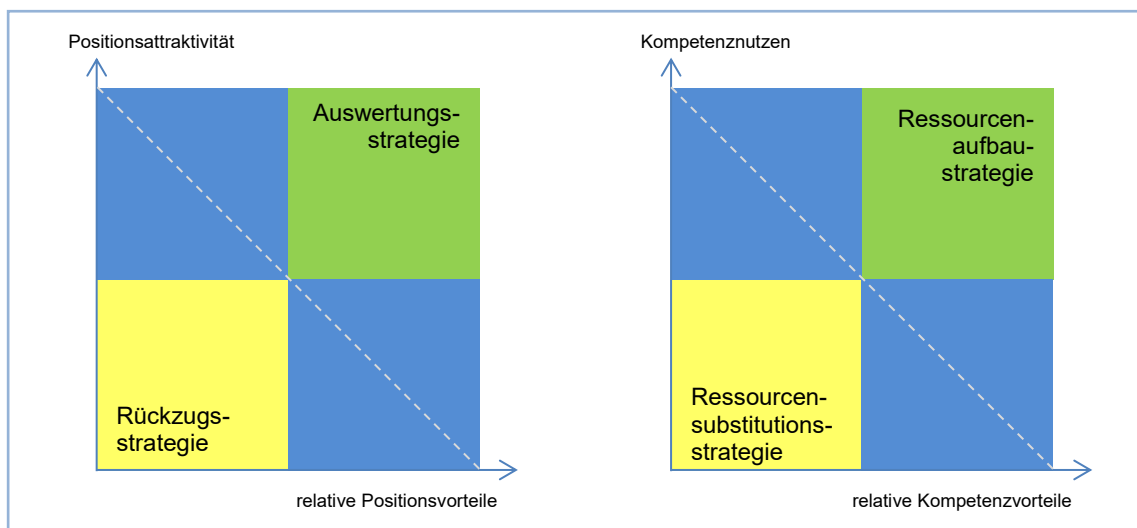 Positionsattraktivität
Auswertungs-
strategie
Rückzugs-
strategie
relative Positionsvorteile
Kompetenznutzen
Ressourcen-
aufbau-
strategie
Ressourcen-
substitutions-
strategie
relative Kompetenzvorteile